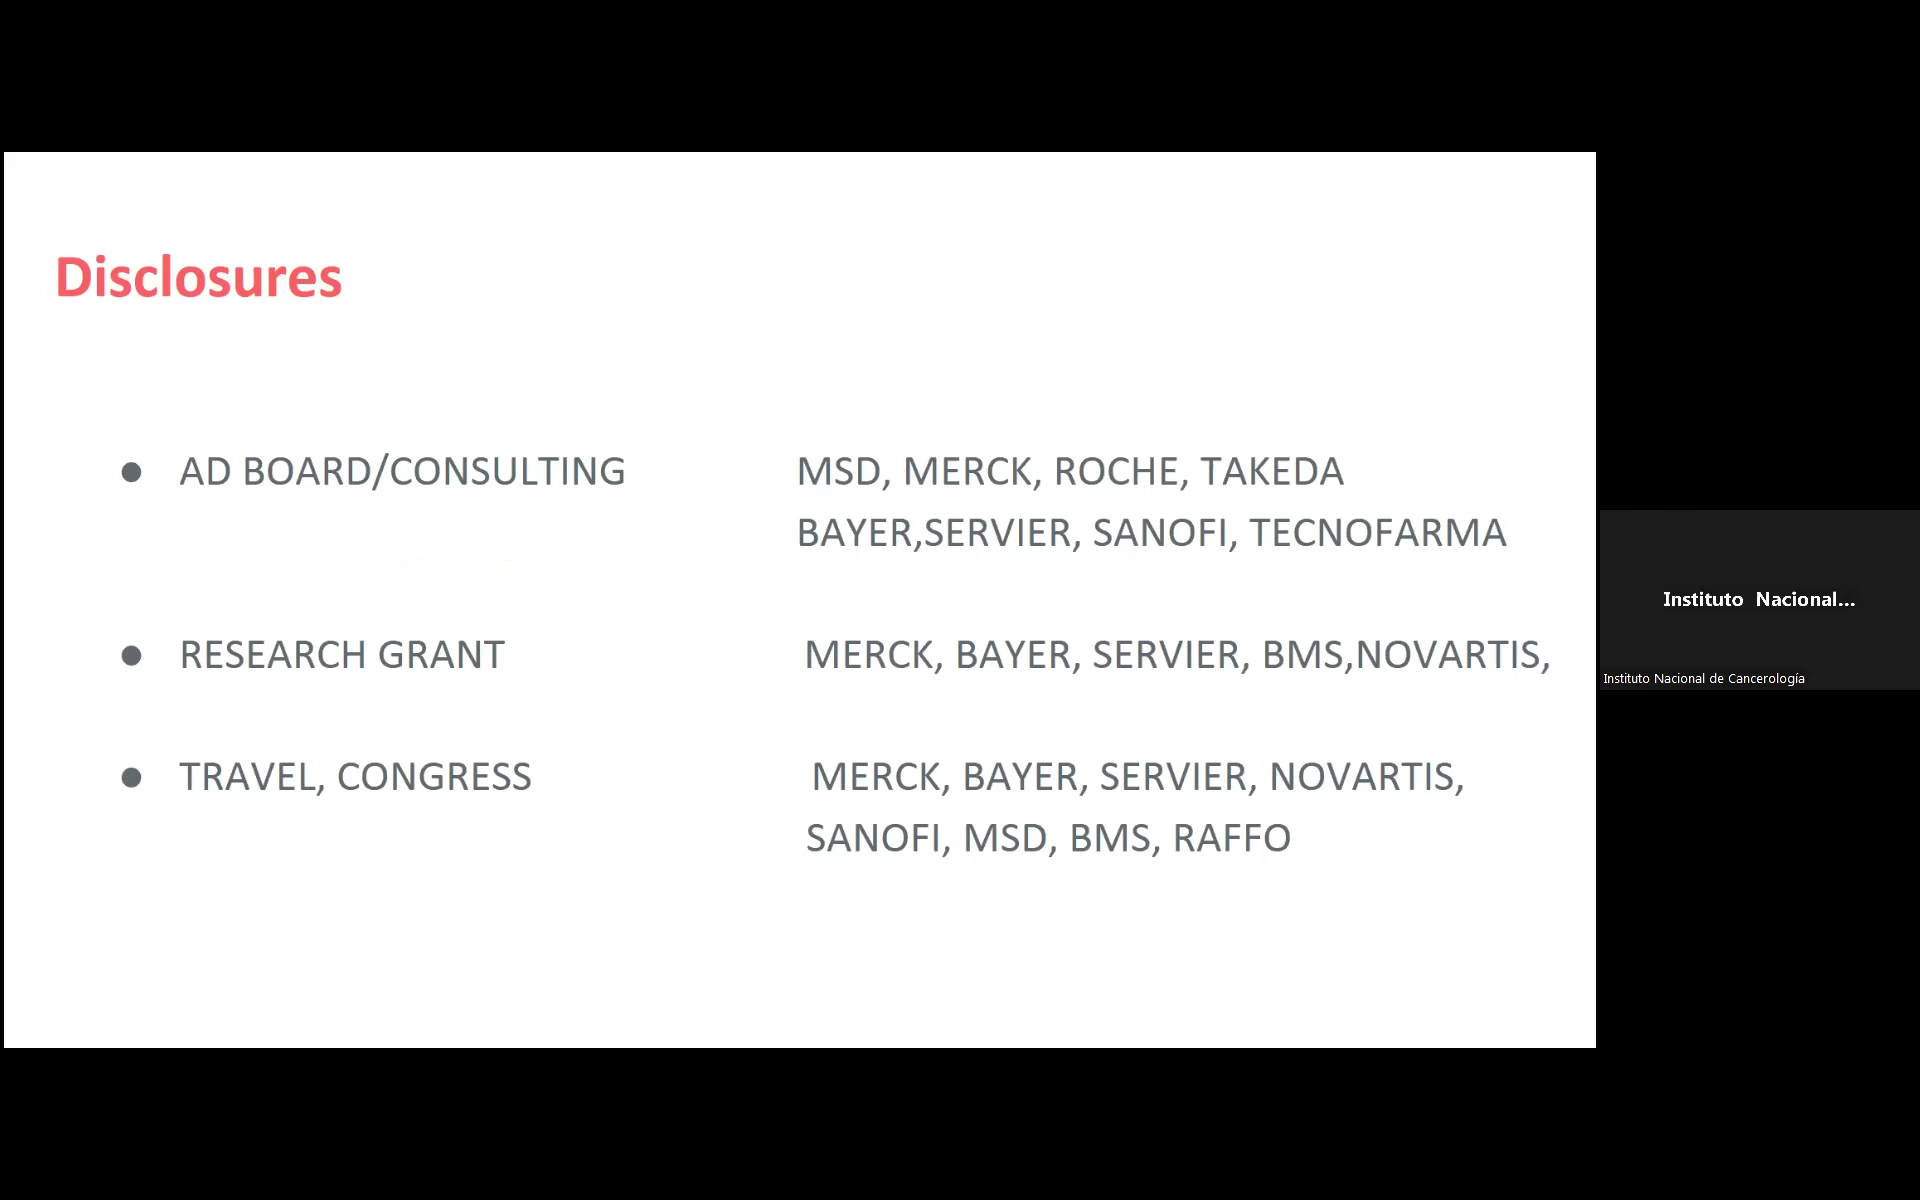 Disclosures
● AD BOARD/CONSULTING MSD, MERCK, ROCHE, TAKEDA
BAYER,SERVIER, SANOFI, TECNOFARMA
● RESEARCH GRANT MERCK, BAYER, SERVIER, BMS,NOVARTIS,
● TRAVEL, CONGRESS MERCK, BAYER, SERVIER, NOVARTIS,
SANOFI, MSD, BMS, RAFFO
Instituto Nacional...
Instituto Nacional de Cancerología